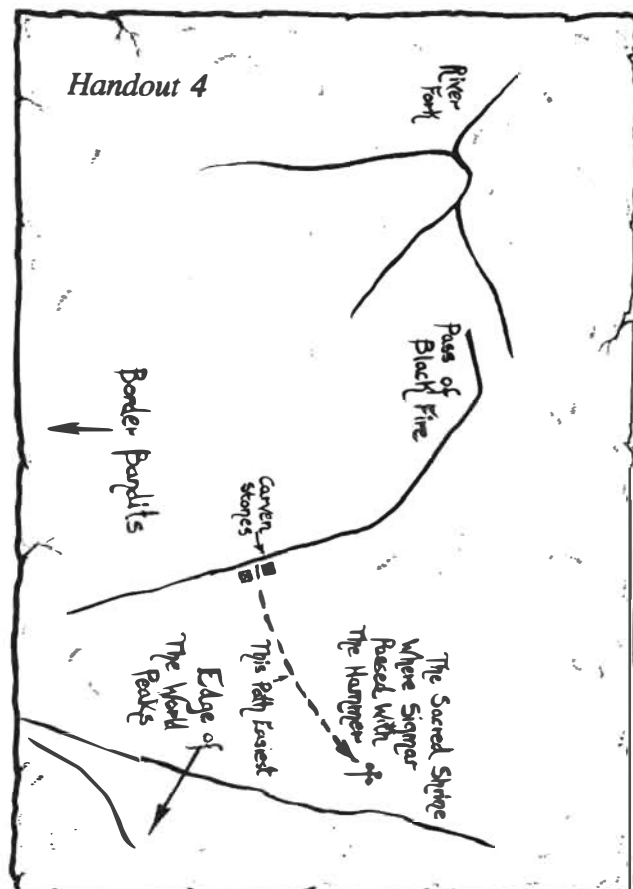 Handout 4
River
Fork
Pass of
Black Fire
Border Bandits
Carven
stones
The Sacred Shrine
Where Sigmar
Passed With
The Hammer
This Path Easiest
Edge of
The World
Peaks